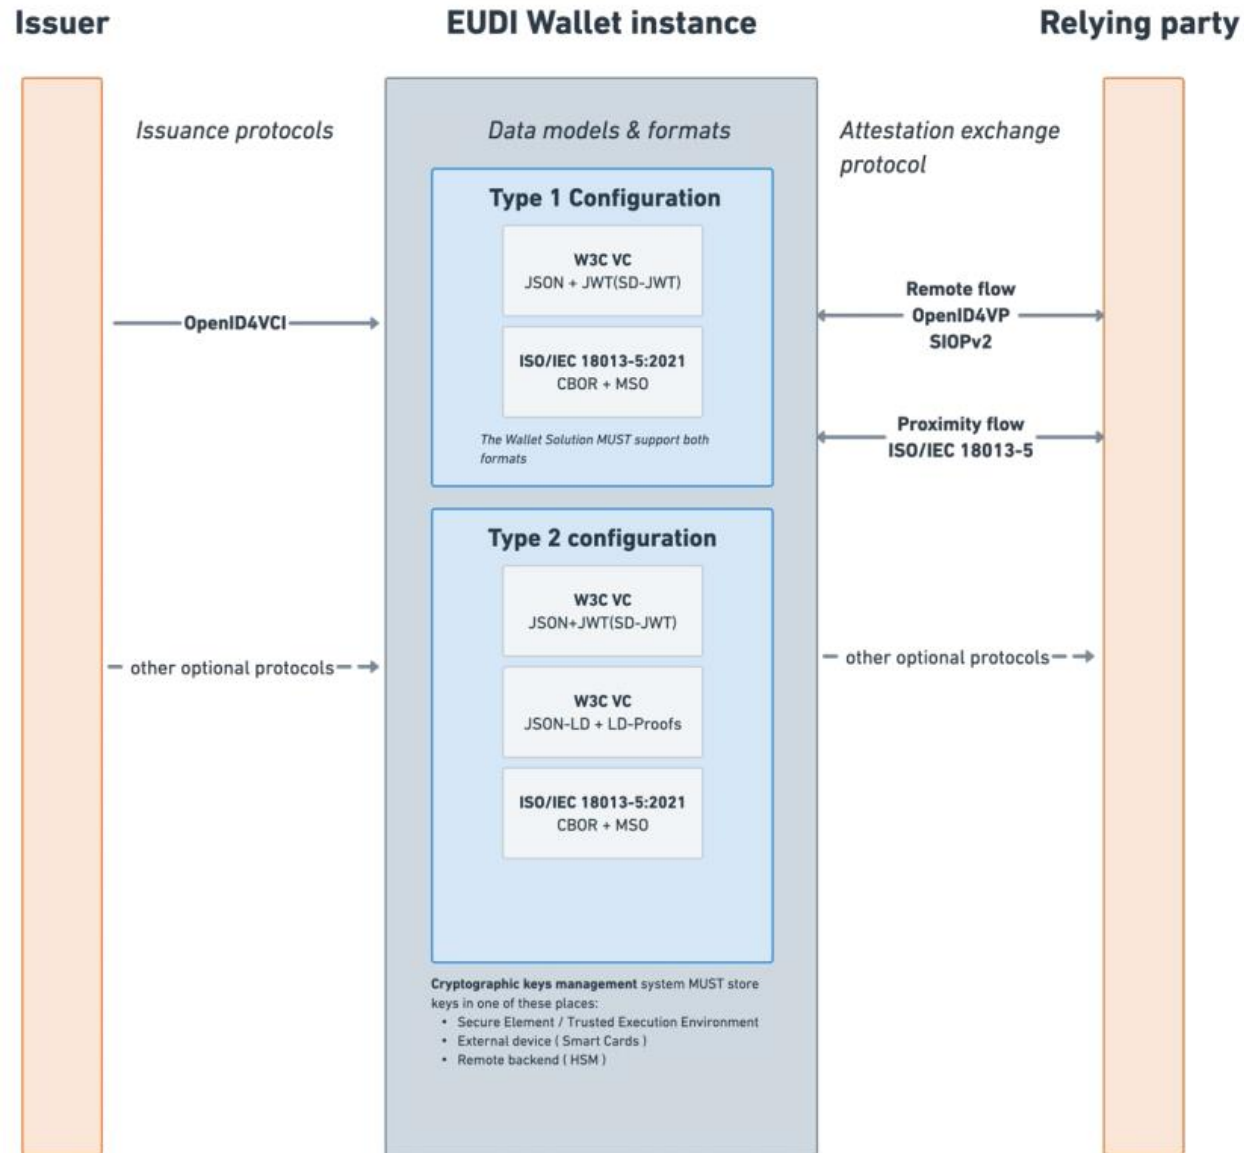 Issuer
EUDI Wallet instance
Relying party
Issuance protocols
Data models & formats
Attestation exchange
protocol
Type 1 Configuration
W3C VC
JSON + JWT(SD-JWT)
ISO/IEC 18013-5:2021
CBOR + MSO
The Wallet Solution MUST support both
formats
OpenID4VCI
Remote flow
OpenID4VP
SIOPv2
Proximity flow
ISO/IEC 18013-5
Type 2 configuration
W3C VC
JSON+JWT(SD-JWT)
W3C VC
JSON-LD + LD-Proofs
ISO/IEC 18013-5:2021
CBOR + MSO
other optional protocols
other optional protocols
Cryptographic keys management system MUST store
keys in one of these places:
• Secure Element / Trusted Execution Environment
• External device ( Smart Cards )
• Remote backend ( HSM )